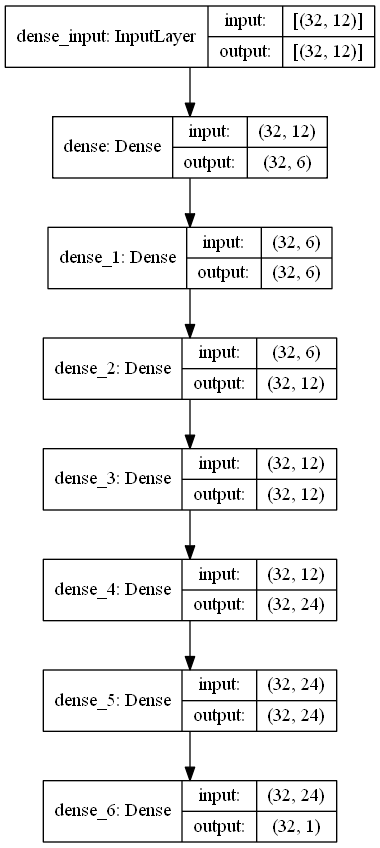 dense_input: InputLayer
input: [(32, 12)]
output: [(32, 12)]
dense: Dense
input: (32, 12)
output: (32, 6)
dense_1: Dense
input: (32, 6)
output: (32, 6)
dense_2: Dense
input: (32, 6)
output: (32, 12)
dense_3: Dense
input: (32, 12)
output: (32, 12)
dense_4: Dense
input: (32, 12)
output: (32, 24)
dense_5: Dense
input: (32, 24)
output: (32, 24)
dense_6: Dense
input: (32, 24)
output: (32, 1)